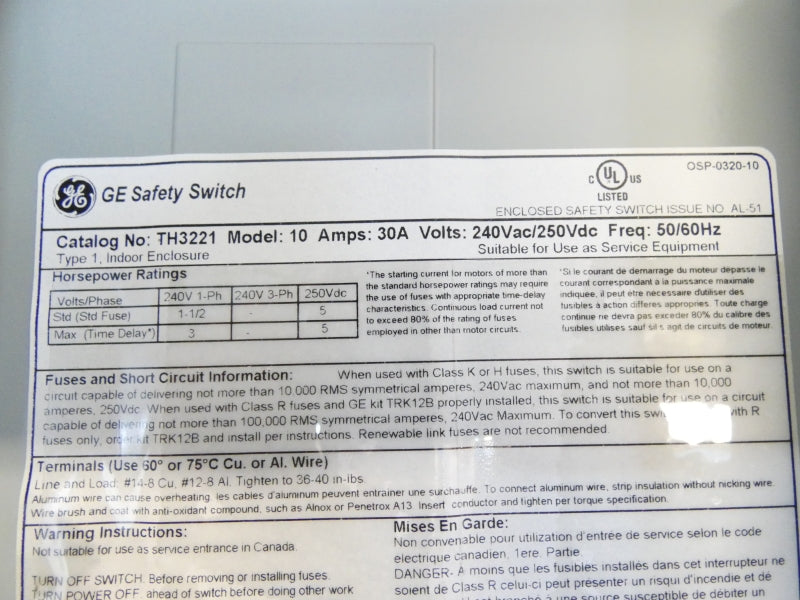 GE Safety Switch
C UL US
LISTED
OSP-0320-10
ENCLOSED SAFETY SWITCH ISSUE NO. AL-51
Catalog No: TH3221 Model: 10 Amps: 30A Volts: 240Vac/250Vdc Freq: 50/60Hz
Type 1, Indoor Enclosure
Suitable for Use as Service Equipment
Horsepower Ratings
Volts/Phase 240V 1-Ph 240V 3-Ph 250Vdc
Std (Std Fuse) 1-1/2 - 5
Max (Time Delay*) 3 - 5
*The starting current for motors of more than
the standard horsepower ratings may require
the use of fuses with appropriate time-delay
characteristics. Continuous load current not
to exceed 80% of the rating of fuses
employed in other than motor circuits.
*Si le courant de demarrage du moteur depasse le
courant correspondant a la puissance maximale
indiquee, il peut etre necessaire d'utiliser des
fusibles à action differes appropries. Toute charge
continue ne devra pas exceder 80% du calibre des
fusibles utilises sauf sil s agit de circuits de moteur.
Fuses and Short Circuit Information: When used with Class K or H fuses, this switch is suitable for use on a
circuit capable of delivering not more than 10,000 RMS symmetrical amperes, 240Vac maximum, and not more than 10,000
amperes, 250Vdc. When used with Class R fuses and GE kit TRK12B properly installed, this switch is suitable for use on a circuit
capable of delivering not more than 100,000 RMS symmetrical amperes, 240Vac Maximum. To convert this with R
fuses only, order kit TRK12B and install per instructions. Renewable link fuses are not recommended.
Terminals (Use 60° or 75°C Cu. or Al. Wire)
Line and Load: #14-8 Cu, #12-8 Al. Tighten to 36-40 in-lbs.
Aluminum wire can cause overheating. les cables d'aluminum peuvent entrainer une surchauffe. To connect aluminum wire, strip insulation without nicking wire.
Wire brush and coat with anti-oxidant compound, such as Alnox or Penetrox A13. Insert conductor and tighten per torque specification.
Warning Instructions:
Not suitable for use as service entrance in Canada.
TURN OFF SWITCH. Before removing or installing fuses.
TURN POWER OFF, ahead of switch before doing other work
Mises En Garde:
Non convenable pour utilization d'entrée de service selon le code
electrique canadien, 1ere. Partie.
DANGER- A moins que les fusibles installés dans cet interrupteur ne
soient de Class R celui-ci peut présenter un risqui d'incendie et de
est branché à une source susceptible de débiter un